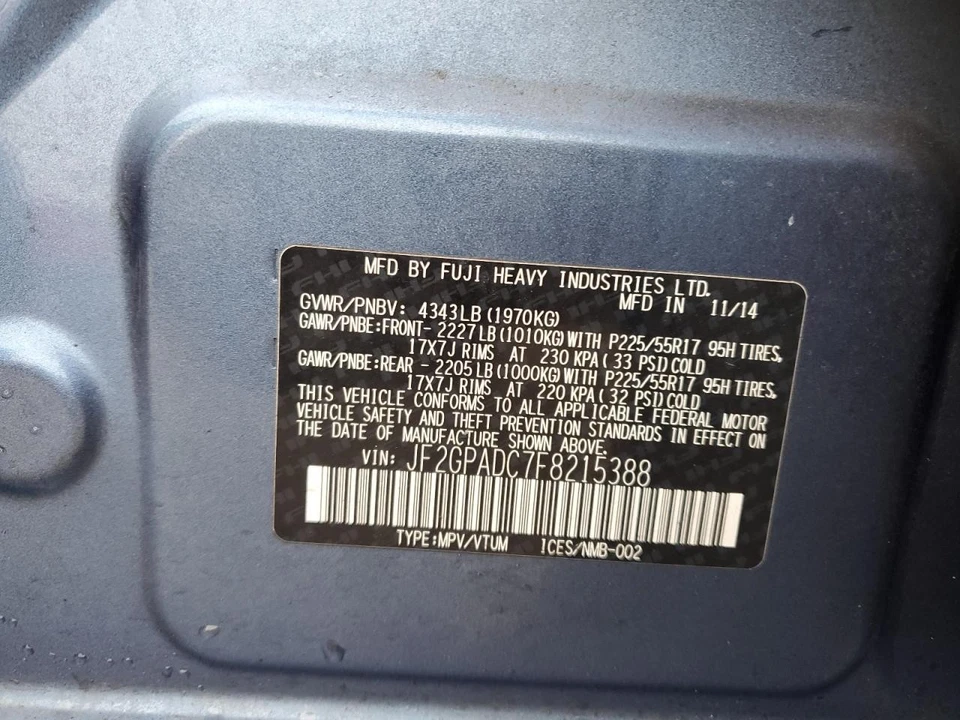 MFD BY FUJI HEAVY INDUSTRIES LTD.
MFD IN 11/14
GVWR/PNBV: 4343LB(1970KG)
GAWR/PNBE:FRONT- 2227LB(1010KG)WITH P225/55R17 95H TIRES,
17X7J RIMS AT 230 KPA( 33 PSI)COLD
GAWR/PNBE:REAR - 2205LB(1000KG)WITH P225/55R17 95H TIRES,
17X7J RIMS AT 220 KPA( 32 PSI)COLD
THIS VEHICLE CONFORMS TO ALL APPLICABLE FEDERAL MOTOR
VEHICLE SAFETY AND THEFT PREVENTION STANDARDS IN EFFECT ON
THE DATE OF MANUFACTURE SHOWN ABOVE.
VIN: JF2GPADC7F8215388
TYPE:MPV/VTUM ICES/NMB-002